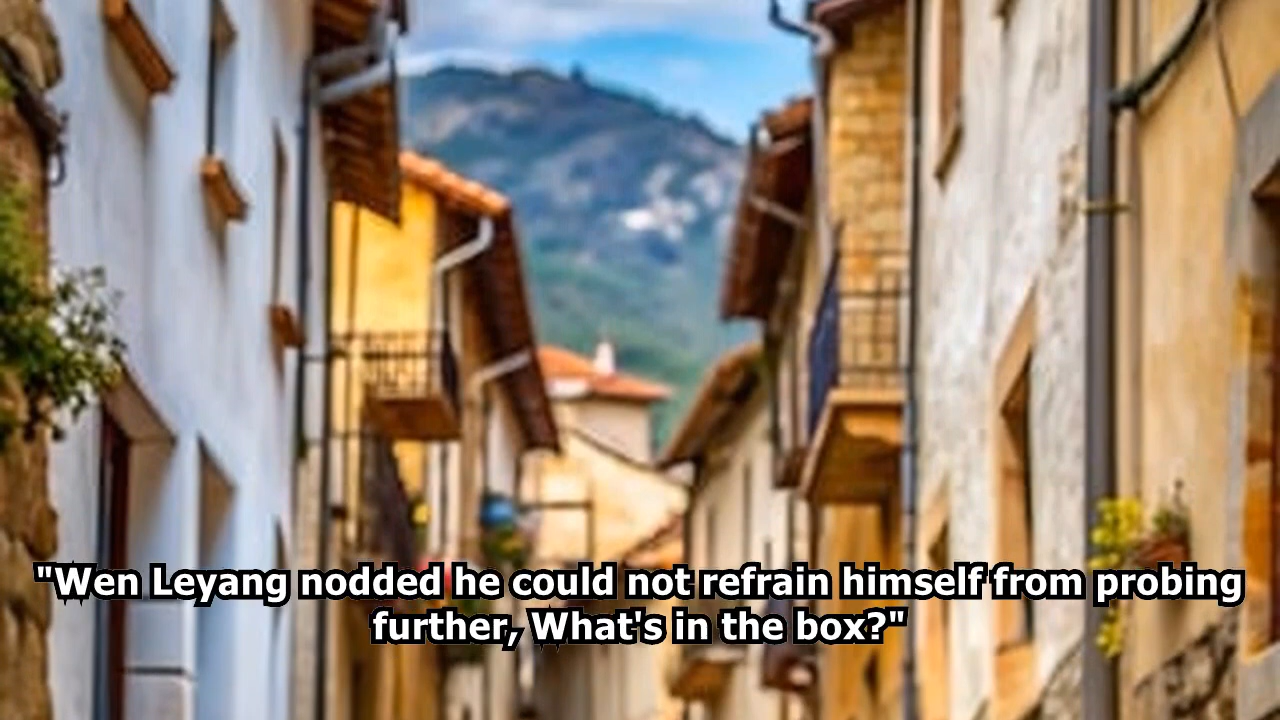 "Wen Leyang nodded he could not refrain himself from probing
further, What's in the box?"